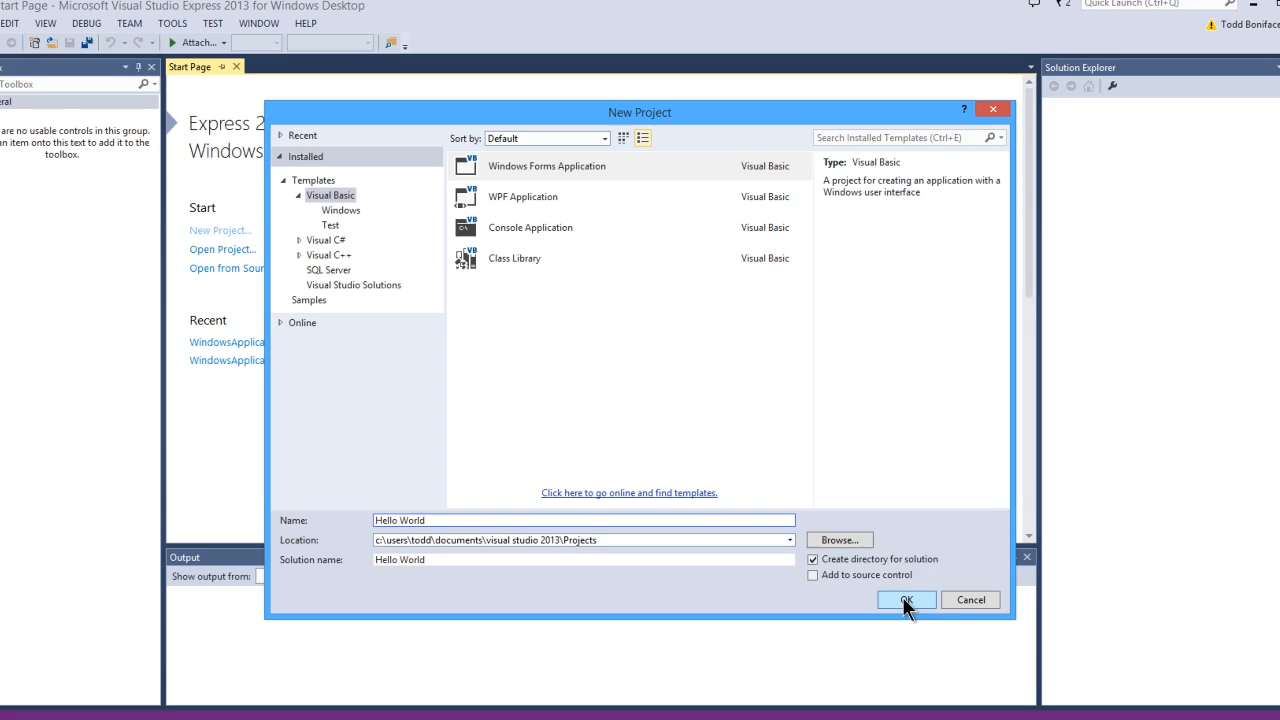 tart Page - Microsoft Visual Studio Express 2013 for Windows Desktop
2
Quick Launch (Ctrl+Q)
EDIT VIEW DEBUG TEAM TOOLS TEST WINDOW HELP
Todd Boniface
Attach...
Start Page
Solution Explorer
Toolbox
eral
are no usable controls in this group.
an item onto this text to add it to the
toolbox.
Express 2
Windows
Start
New Project...
Open Project...
Open from Sour
Recent
WindowsApplica
WindowsApplica
New Project
? 
Recent
Installed
Templates
Visual Basic
Windows
Test
Visual C#
Visual C++
SQL Server
Visual Studio Solutions
Samples
Online
Sort by: Default
Search Installed Templates (Ctrl+E)
VB Windows Forms Application Visual Basic
VB WPF Application Visual Basic
VB Console Application Visual Basic
VB Class Library Visual Basic
Type: Visual Basic
A project for creating an application with a
Windows user interface
Click here to go online and find templates.
Name: Hello World
Location: c:\users\todd\documents\visual studio 2013\Projects
Browse...
Solution name: Hello World
Create directory for solution
Add to source control
OK Cancel
Output
Show output from: